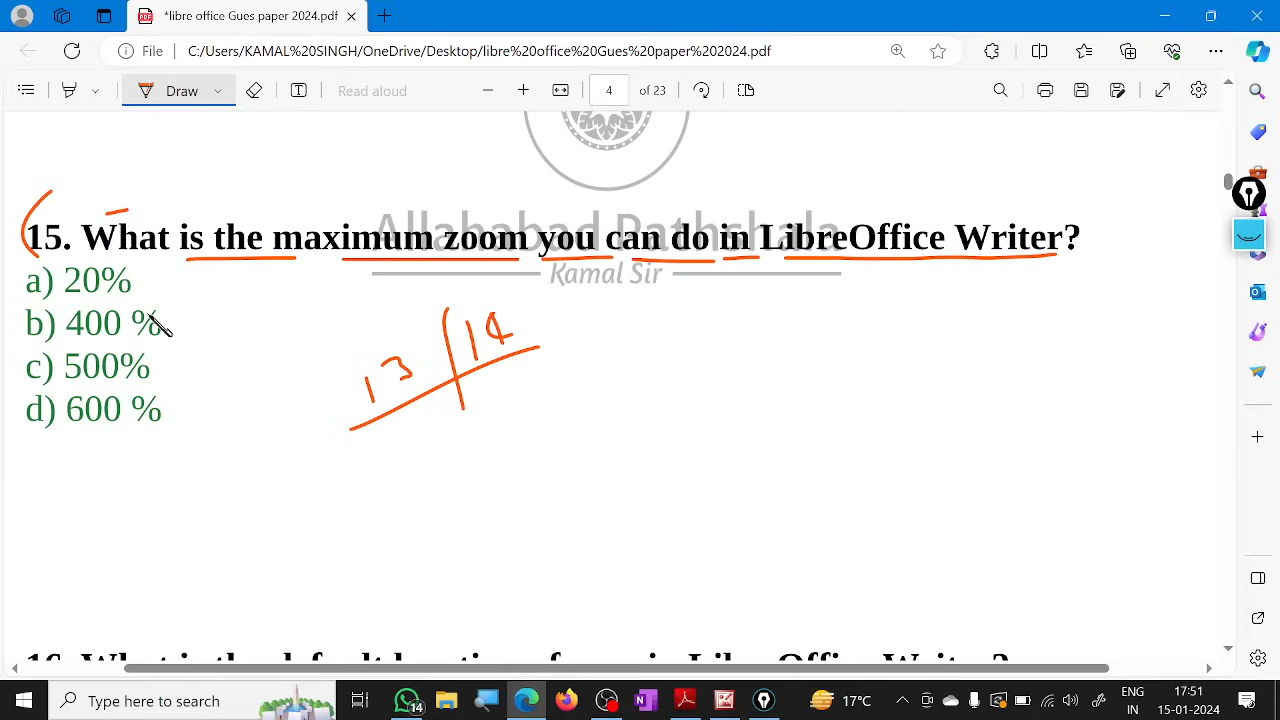 *libre office Gues paper 2024.pdf
File C:/Users/KAMAL%20SINGH/OneDrive/Desktop/libre%20office%20Gues%20paper%202024.pdf
Draw Read aloud 4 of 23
Allahabad Pathshala
15. What is the maximum zoom you can do in LibreOffice Writer?
Kamal Sir
a) 20%
b) 400 %
c) 500%
d) 600 %
13 14
Type here to search 14 17°C ENG 17:51
IN 15-01-2024